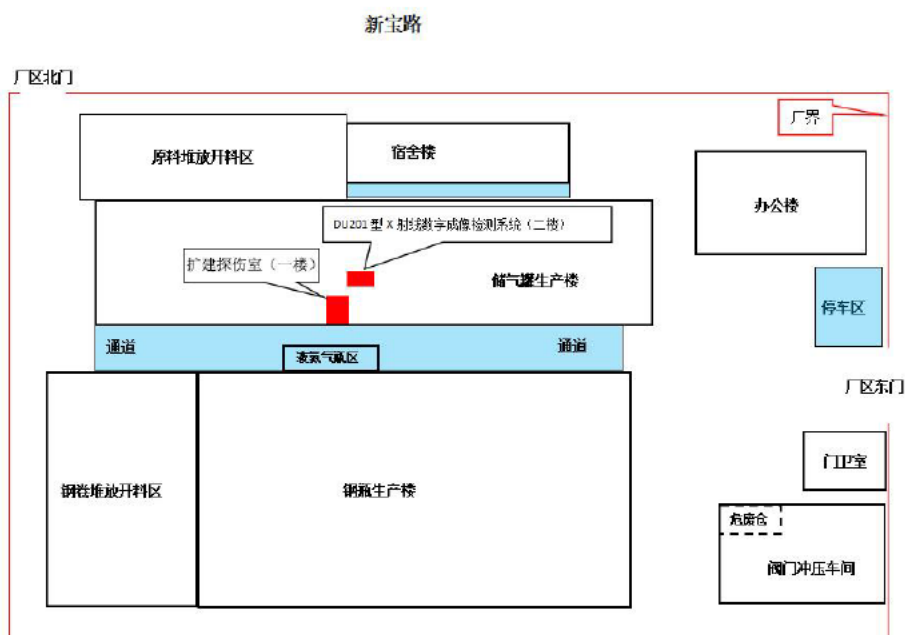 新宝路
厂区北门
厂界
原料堆放开料区
宿舍楼
办公楼
DU201型X射线数字成像检测系统（二楼）
扩建探伤室（一楼）
储气罐生产楼
停车区
通道
液氮气瓶区
通道
厂区东门
钢卷堆放开料区
钢瓶生产楼
门卫室
危废仓
阀门冲压车间